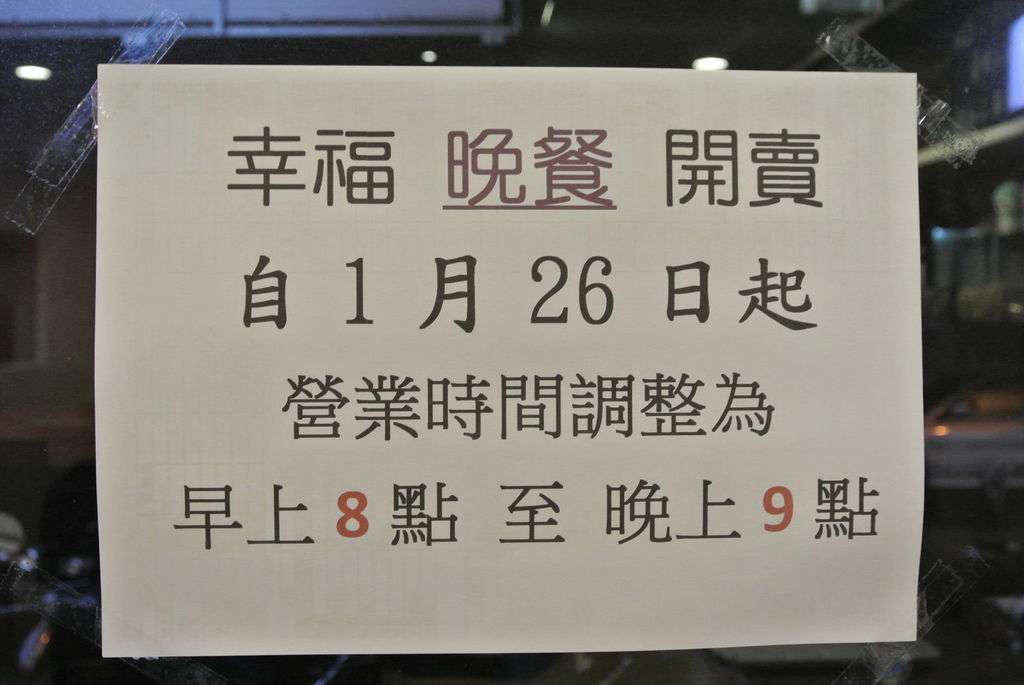 幸福 晚餐 開賣
自 1 月 26 日起
營業時間調整為
早上 8 點 至 晚上 9 點